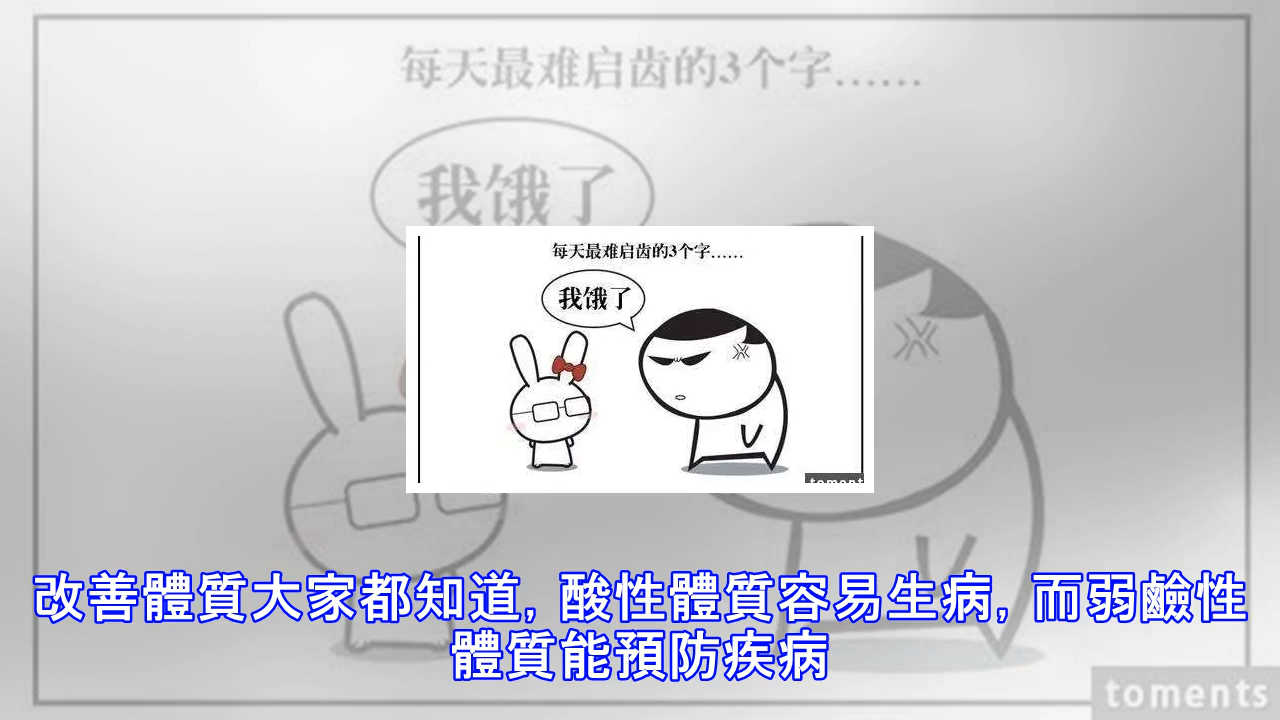 每天最难启齿的3个字......
我饿了
每天最难启齿的3个字......
我饿了
toments
改善體質大家都知道, 酸性體質容易生病, 而弱鹼性
體質能預防疾病
toments